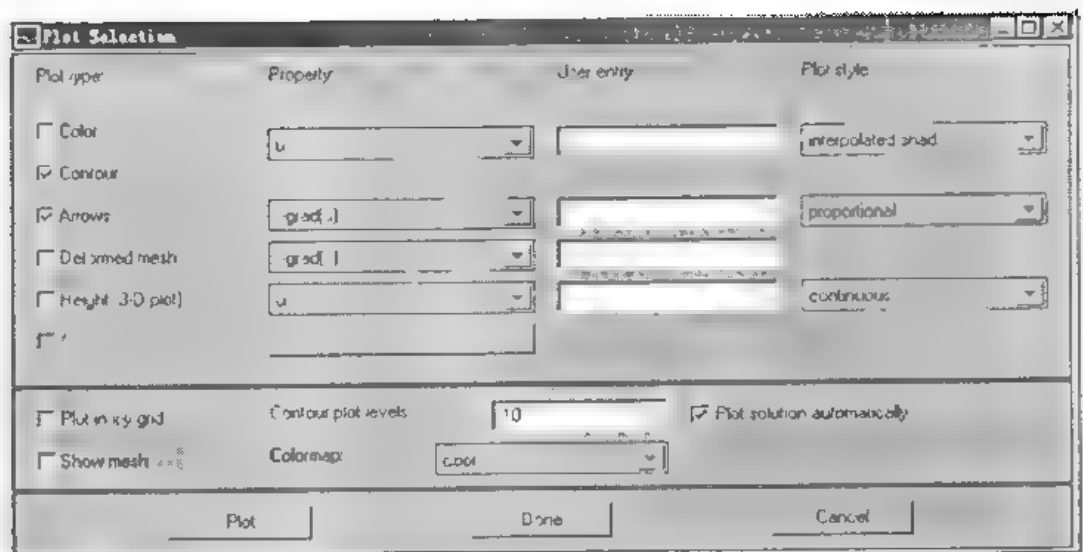 Plot Selection
Plot type: Property: User entry: Plot style:
Color u interpolated shad.
Contour
Arrows -grad(u) proportional
Deformed mesh -grad(u)
Height (3-D plot) u continuous
Plot in x-y grid Contour plot levels: 10 Plot solution automatically
Show mesh Colormap: cool
Plot Done Cancel